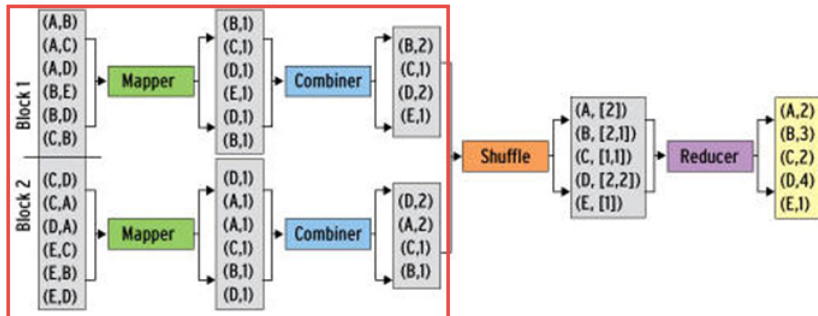 Block 1
(A,B)
(A,C)
(A,D)
(B,E)
(B,D)
(C,B)
Mapper
(B,1)
(C,1)
(D,1)
(E,1)
(D,1)
(B,1)
Combiner
(B,2)
(C,1)
(D,2)
(E,1)
Block 2
(C,D)
(C,A)
(D,A)
(E,C)
(E,B)
(E,D)
Mapper
(D,1)
(A,1)
(A,1)
(C,1)
(B,1)
(D,1)
Combiner
(D,2)
(A,2)
(C,1)
(B,1)
Shuffle
(A, [2])
(B, [2,1])
(C, [1,1])
(D, [2,2])
(E, [1])
Reducer
(A,2)
(B,3)
(C,2)
(D,4)
(E,1)